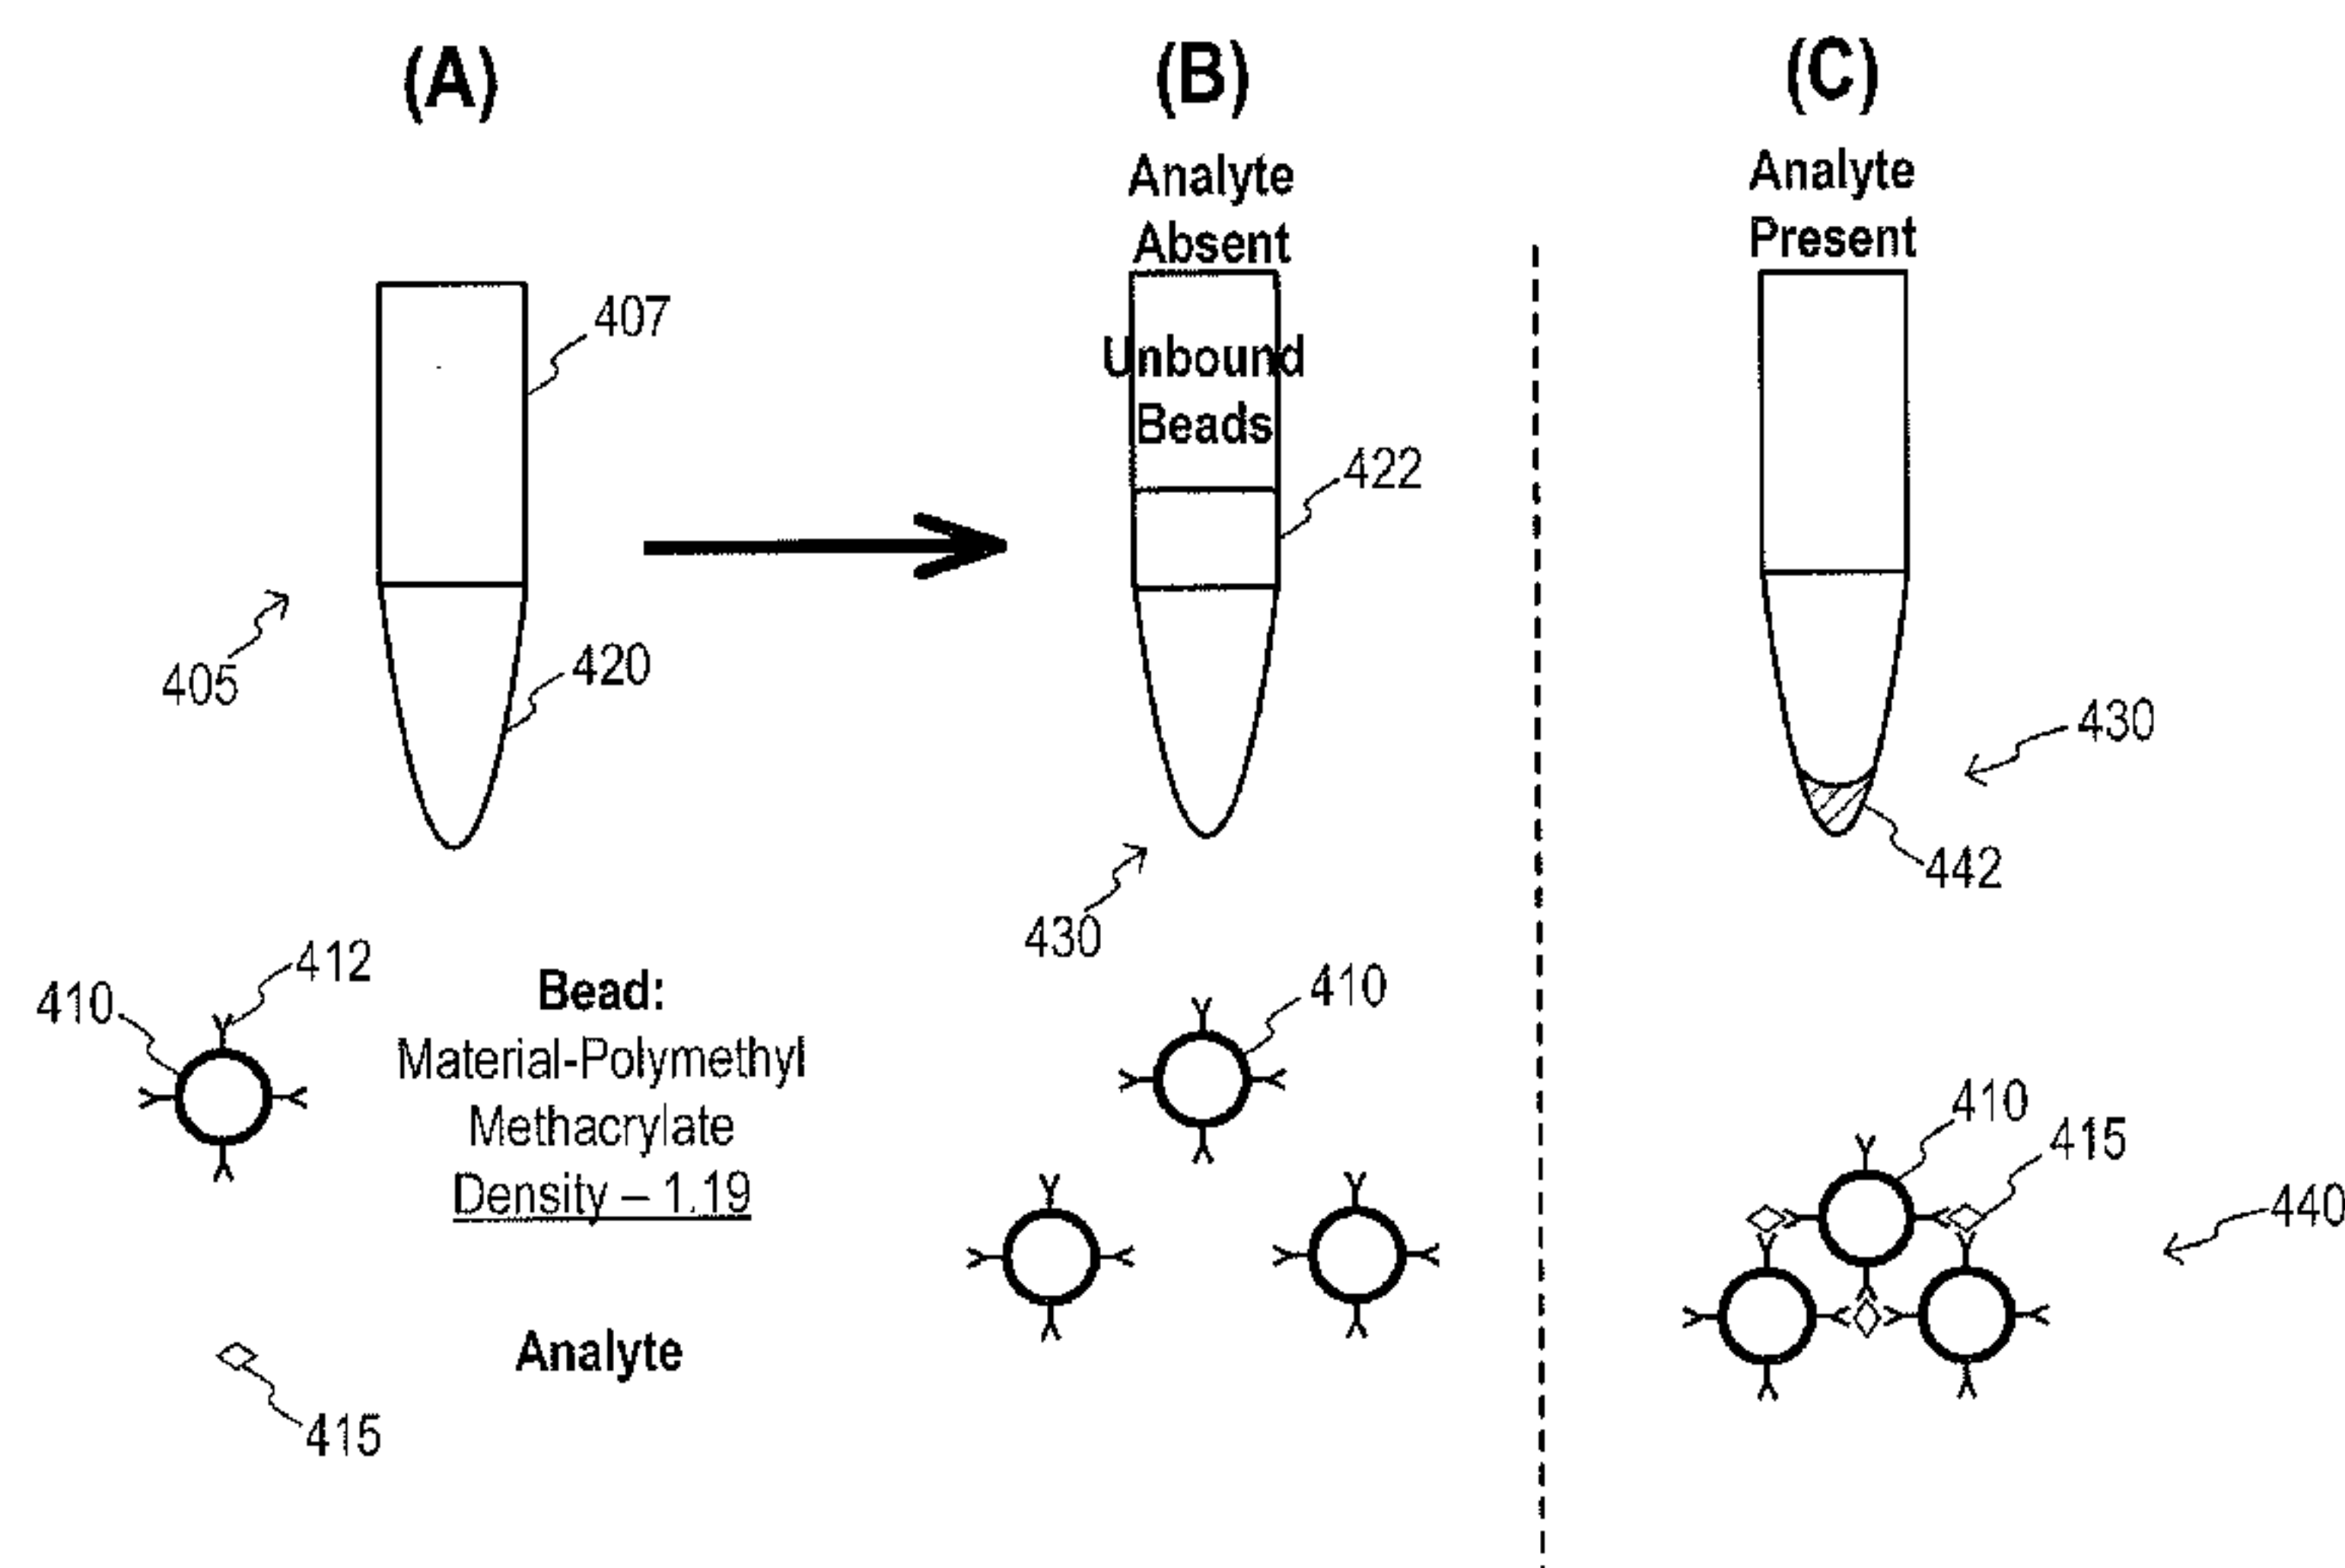 (A)
(B)
(C)
Analyte
Absent
Analyte
Present
407
Unbound
Beads
422
405
420
430
442
430
412
410
Bead:
Material-Polymethyl
Methacrylate
Density – 1.19
410
410
415
440
Analyte
415